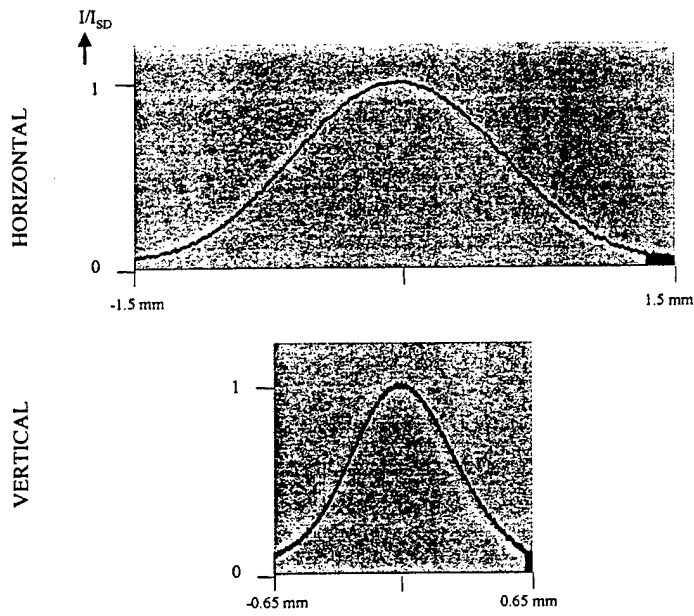 I/I_SD
1
HORIZONTAL
0
-1.5 mm
1.5 mm
1
VERTICAL
0
-0.65 mm
0.65 mm